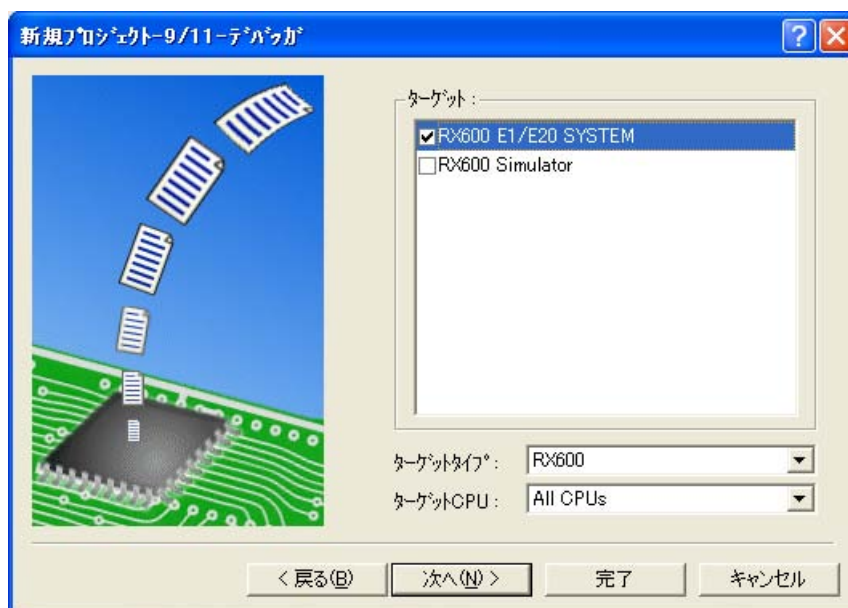 新規ﾌﾟﾛｼﾞｪｸﾄ-9/11-ﾃﾞﾊﾞｯｶﾞ
ﾀｰｹﾞｯﾄ :
RX600 E1/E20 SYSTEM
RX600 Simulator
ﾀｰｹﾞｯﾄﾀｲﾌﾟ :
RX600
ﾀｰｹﾞｯﾄCPU :
All CPUs
< 戻る(B)
次へ(N) >
完了
キャンセル